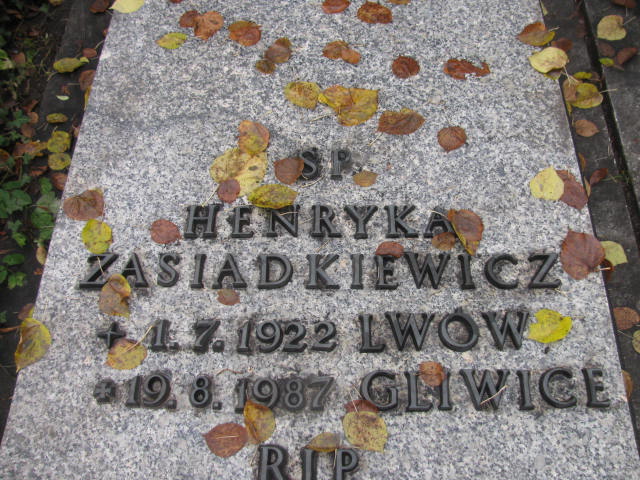 ŚP.
HENRYKA
ZASIADKIEWICZ
+ 1.7.1922 LWÓW
* 19.8.1987 GLIWICE
RIP